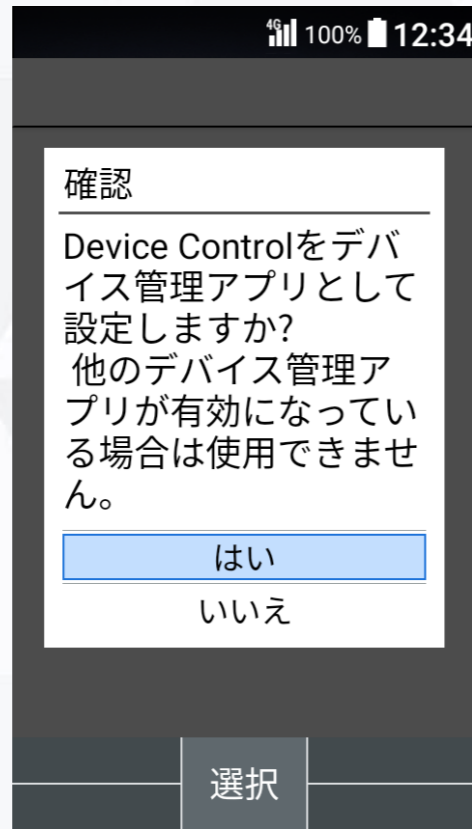 4G 100% 12:34
確認
Device Controlをデバ
イス管理アプリとして
設定しますか?
他のデバイス管理ア
プリが有効になってい
る場合は使用できませ
ん。
はい
いいえ
選択